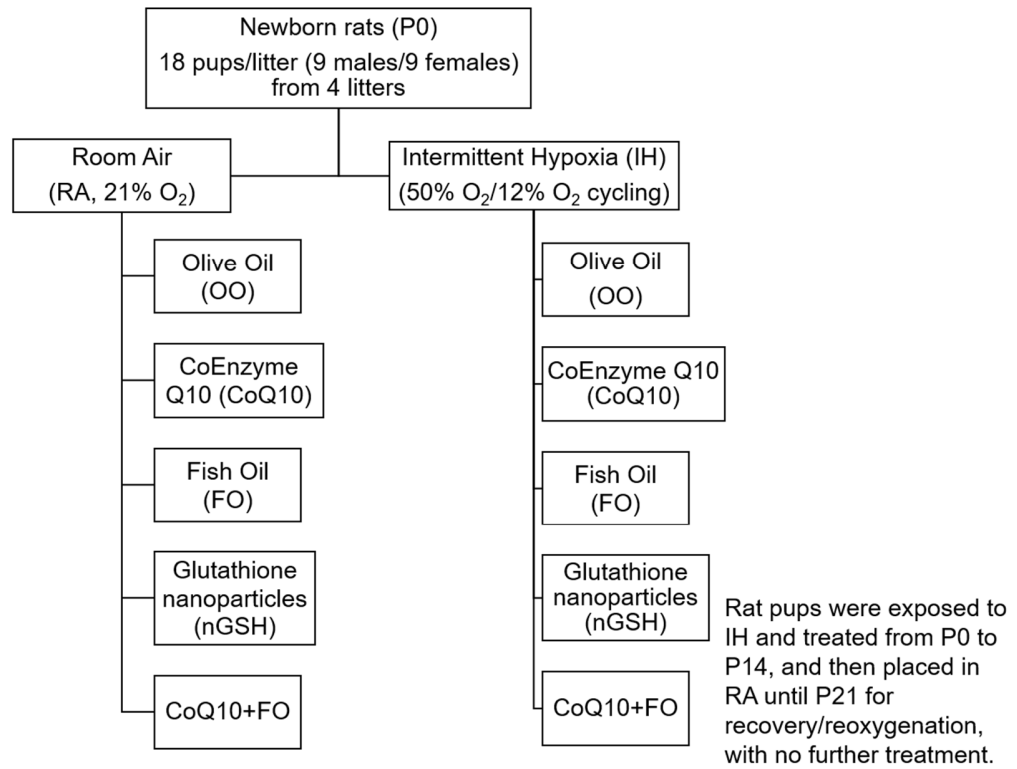 Newborn rats (P0)
18 pups/litter (9 males/9 females)
from 4 litters
Room Air
(RA, 21% O₂)
Intermittent Hypoxia (IH)
(50% O₂/12% O₂ cycling)
Olive Oil
(OO)
CoEnzyme
Q10 (CoQ10)
Fish Oil
(FO)
Glutathione
nanoparticles
(nGSH)
CoQ10+FO
Olive Oil
(OO)
CoEnzyme Q10
(CoQ10)
Fish Oil
(FO)
Glutathione
nanoparticles
(nGSH)
CoQ10+FO
Rat pups were exposed to
IH and treated from P0 to
P14, and then placed in
RA until P21 for
recovery/reoxygenation,
with no further treatment.